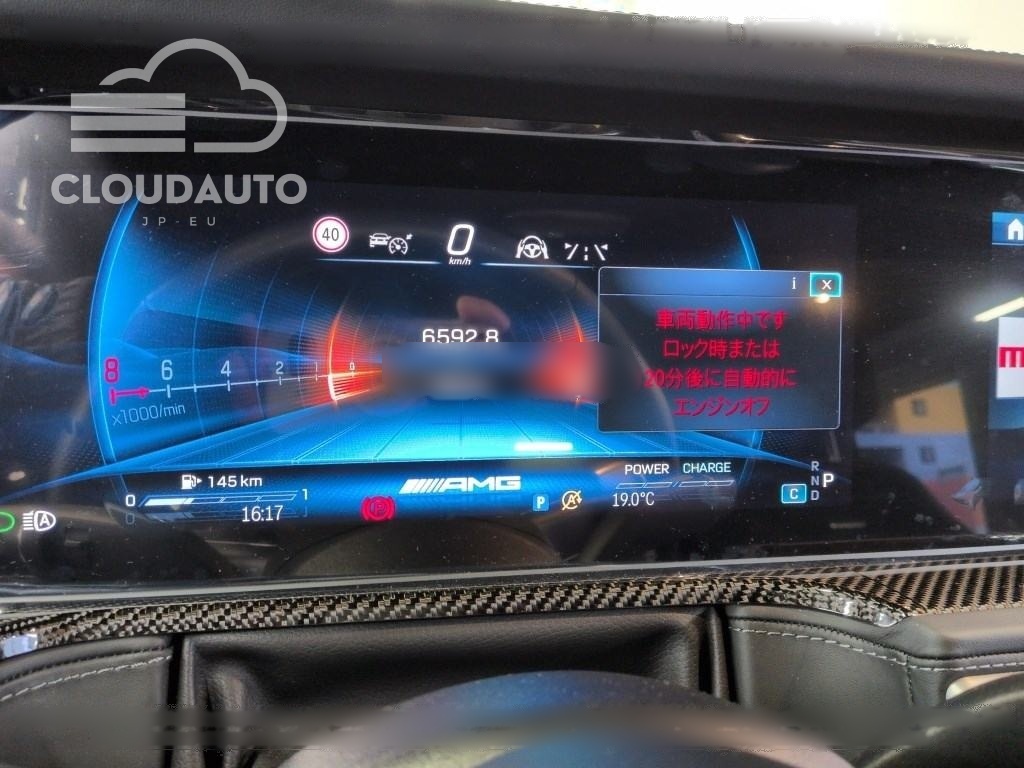 CLOUDAUTO
JP-EU
40
0
km/h
i X
6592.8
車両動作中です
ロック時または
20分後に自動的に
エンジンオフ
8 6 4 2 1 0
x1000/min
145 km
0 1
16:17
AMG
P
P
A
19.0°C
POWER CHARGE
C
R
N P
D
A
m